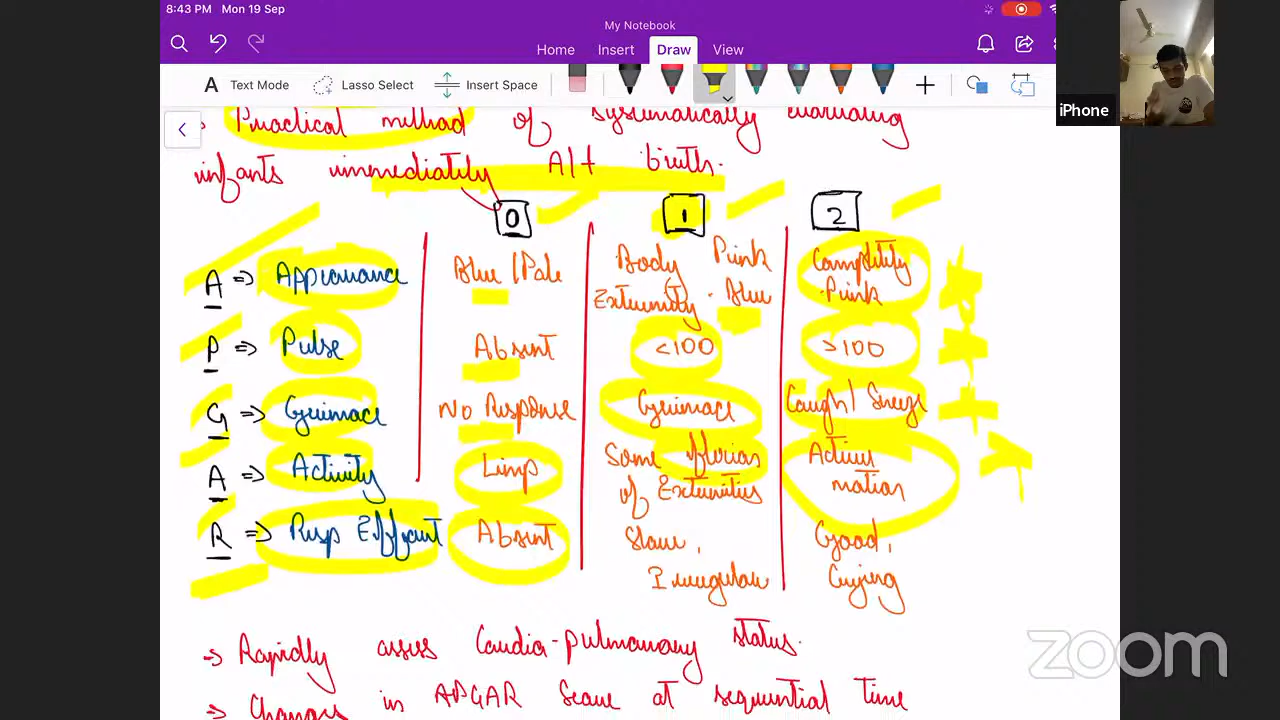 8:43 PM Mon 19 Sep
My Notebook
Home Insert Draw View
A Text Mode Lasso Select Insert Space
iPhone
Practical method of systematically evaluating
infants immediately Aft birth.
0 1 2
A => Appearance Blue/Pale Body Pink Extremity - Blue Completely Pink
P => Pulse Absent <100 >100
G => Grimace No Response Grimace Cough/Sneeze
A => Activity Limp Some flexion of Extremities Active motion
R => Resp Effort Absent Slow, Irregular Good, Crying
=> Rapidly assess Cardio-pulmonary status.
=> Changes in APGAR Score at sequential time
zoom